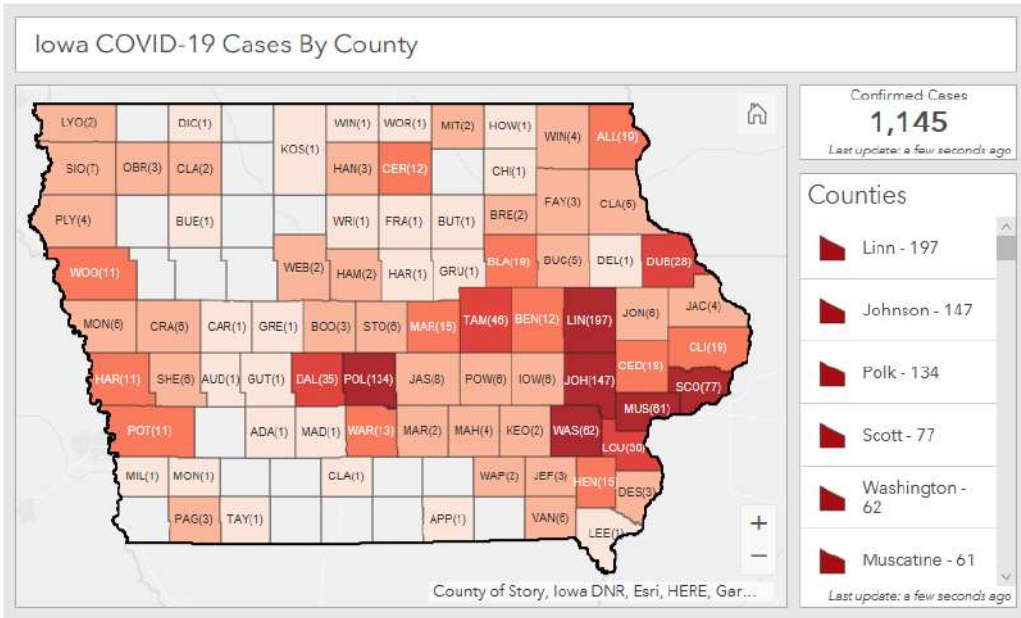 Iowa COVID-19 Cases By County
Confirmed Cases
1,145
Last update: a few seconds ago
LYO(2) DIC(1) WIN(1) WOR(1) MIT(2) HOW(1) WIN(4) ALL(19)
KOS(1)
SIO(7) OBR(3) CLA(2) HAN(3) CER(12) CHI(1)
PLY(4) BUE(1) WRI(1) FRA(1) BUT(1) BRE(2) FAY(3) CLA(5)
WOO(11) WEB(2) HAM(2) HAR(1) GRU(1) BLA(19) BUC(5) DEL(1) DUB(28)
MON(6) CRA(6) CAR(1) GRE(1) BOO(3) STO(6) MAR(15) TAM(46) BEN(12) LIN(197) JON(6) JAC(4)
CLI(19)
HAR(11) SHE(6) AUD(1) GUT(1) DAL(35) POL(134) JAS(8) POW(6) IOW(6) JOH(147) CED(18) SCO(77)
MUS(61)
POT(11) ADA(1) MAD(1) WAR(13) MAR(2) MAH(4) KEO(2) WAS(62) LOU(30)
MIL(1) MON(1) CLA(1) WAP(2) JEF(3) HEN(15 DES(3)
PAG(3) TAY(1) APP(1) VAN(6) LEE(1)
+
−
County of Story, Iowa DNR, Esri, HERE, Gar...
Counties
Linn - 197
Johnson - 147
Polk - 134
Scott - 77
Washington -
62
Muscatine - 61
Last update: a few seconds ago